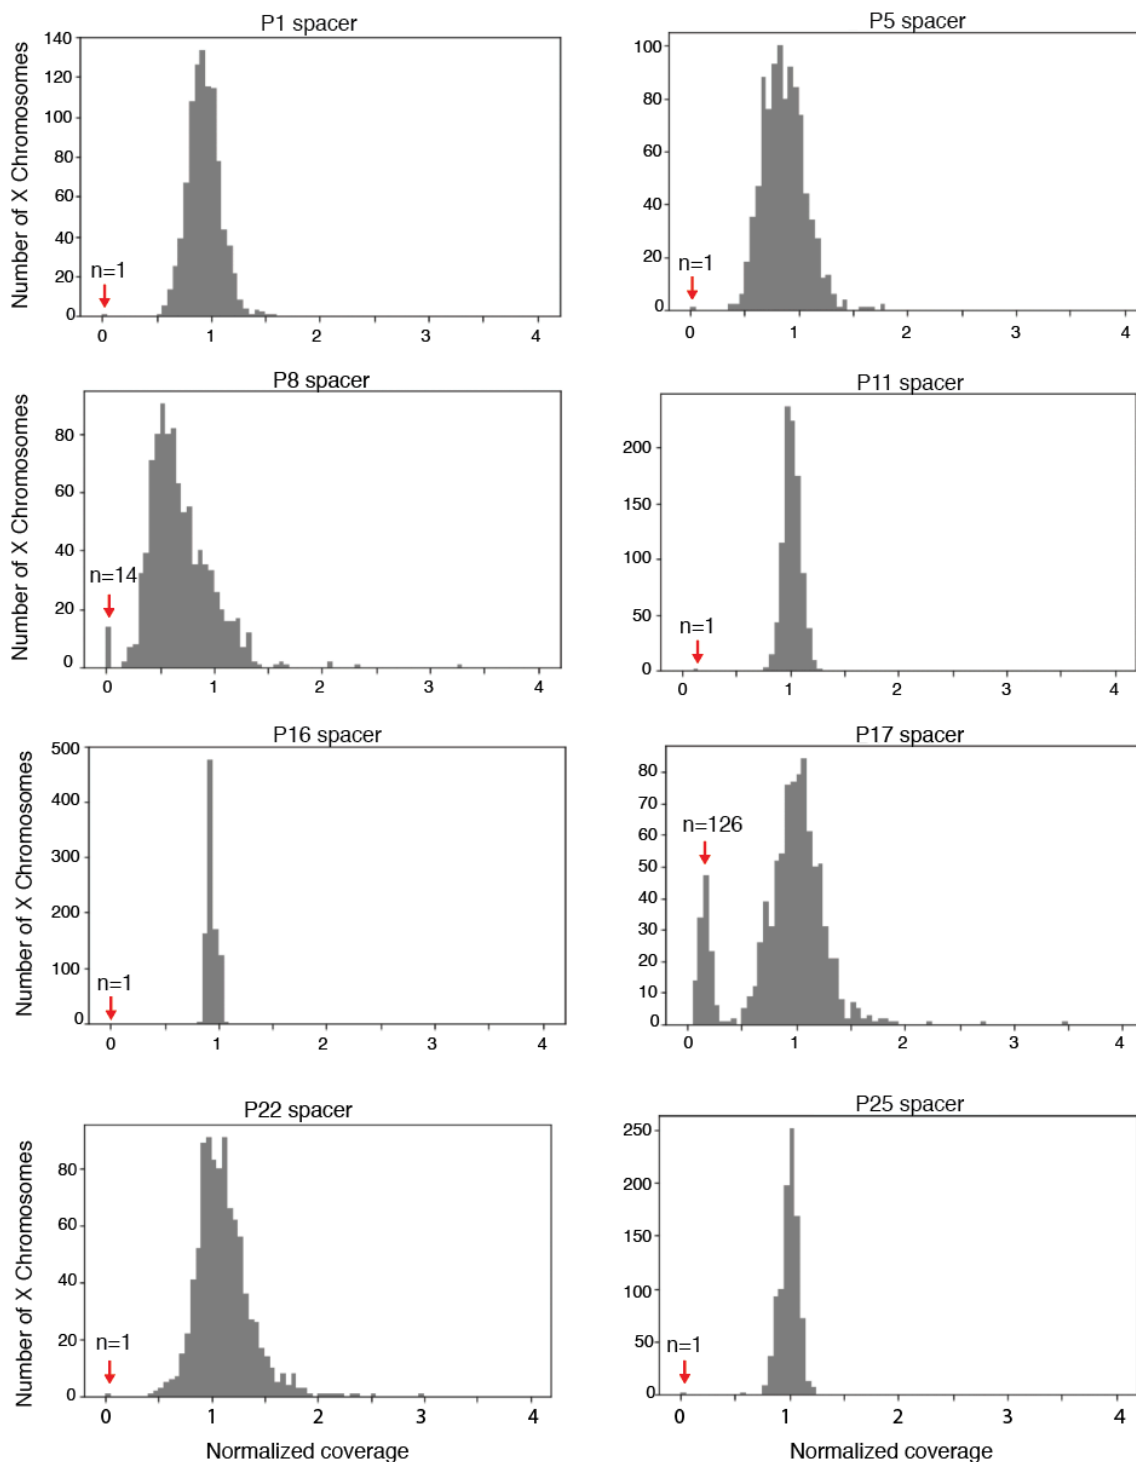 P1 spacer
Number of X Chromosomes
140
120
100
80
60
40
20
0
n=1
0 1 2 3 4
P5 spacer
100
80
60
40
20
0
n=1
0 1 2 3 4
P8 spacer
Number of X Chromosomes
80
60
40
20
0
n=14
0 1 2 3 4
P11 spacer
200
150
100
50
0
n=1
0 1 2 3 4
P16 spacer
Number of X Chromosomes
500
400
300
200
100
0
n=1
0 1 2 3 4
P17 spacer
80
70
60
50
40
30
20
10
0
n=126
0 1 2 3 4
P22 spacer
Number of X Chromosomes
80
60
40
20
0
n=1
0 1 2 3 4
Normalized coverage
P25 spacer
250
200
150
100
50
0
n=1
0 1 2 3 4
Normalized coverage